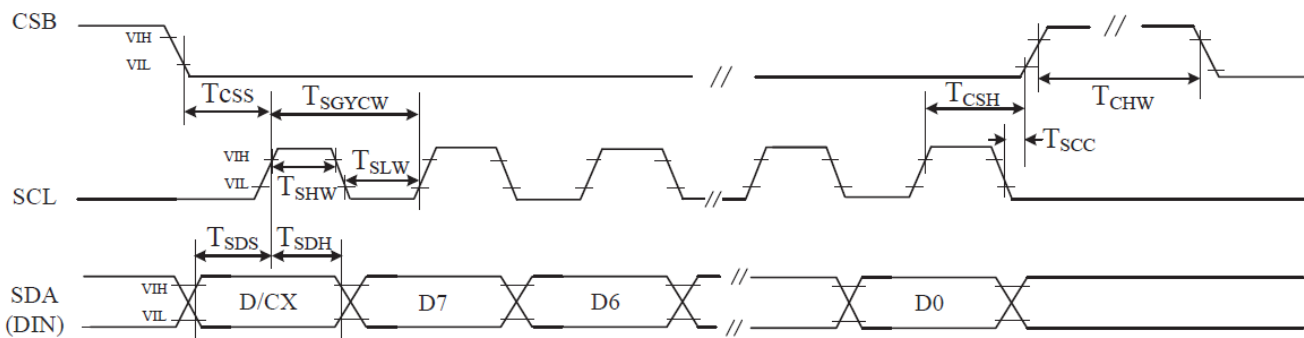 CSB
VIH
VIL
Tcss
TSGYCW
TCSH
TCHW
TSCC
SCL
VIH
VIL
TSHW
TSLW
TSDS
TSDH
SDA
(DIN)
VIH
VIL
D/CX
D7
D6
D0